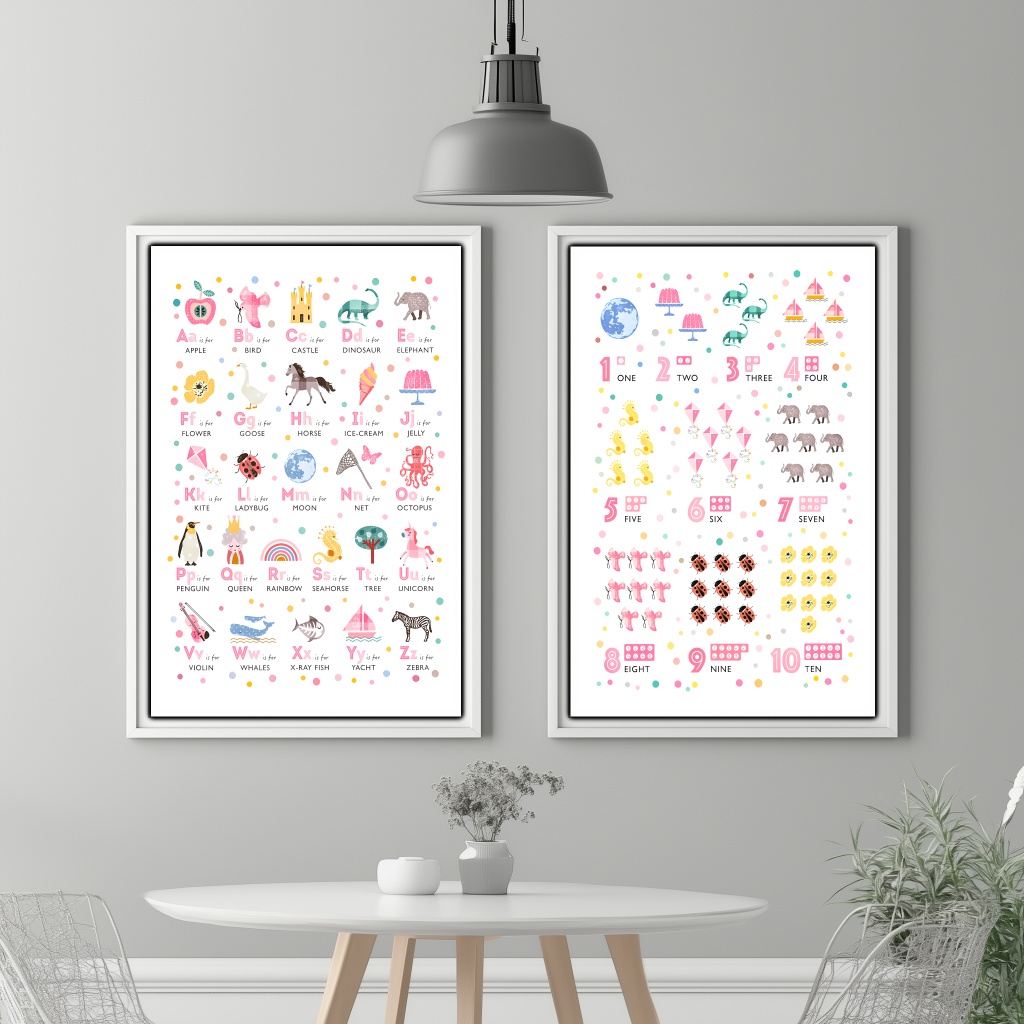 Aa is for Bb is for Cc is for Dd is for Ee is for
APPLE BIRD CASTLE DINOSAUR ELEPHANT
Ff is for Gg is for Hh is for Ii is for Jj is for
FLOWER GOOSE HORSE ICE-CREAM JELLY
Kk is for Ll is for Mm is for Nn is for Oo is for
KITE LADYBUG MOON NET OCTOPUS
Pp is for Qq is for Rr is for Ss is for Tt is for Uu is for
PENGUIN QUEEN RAINBOW SEAHORSE TREE UNICORN
Vv is for Ww is for Xx is for Yy is for Zz is for
VIOLIN WHALES X-RAY FISH YACHT ZEBRA
1 ONE 2 TWO 3 THREE 4 FOUR
5 FIVE 6 SIX 7 SEVEN
8 EIGHT 9 NINE 10 TEN